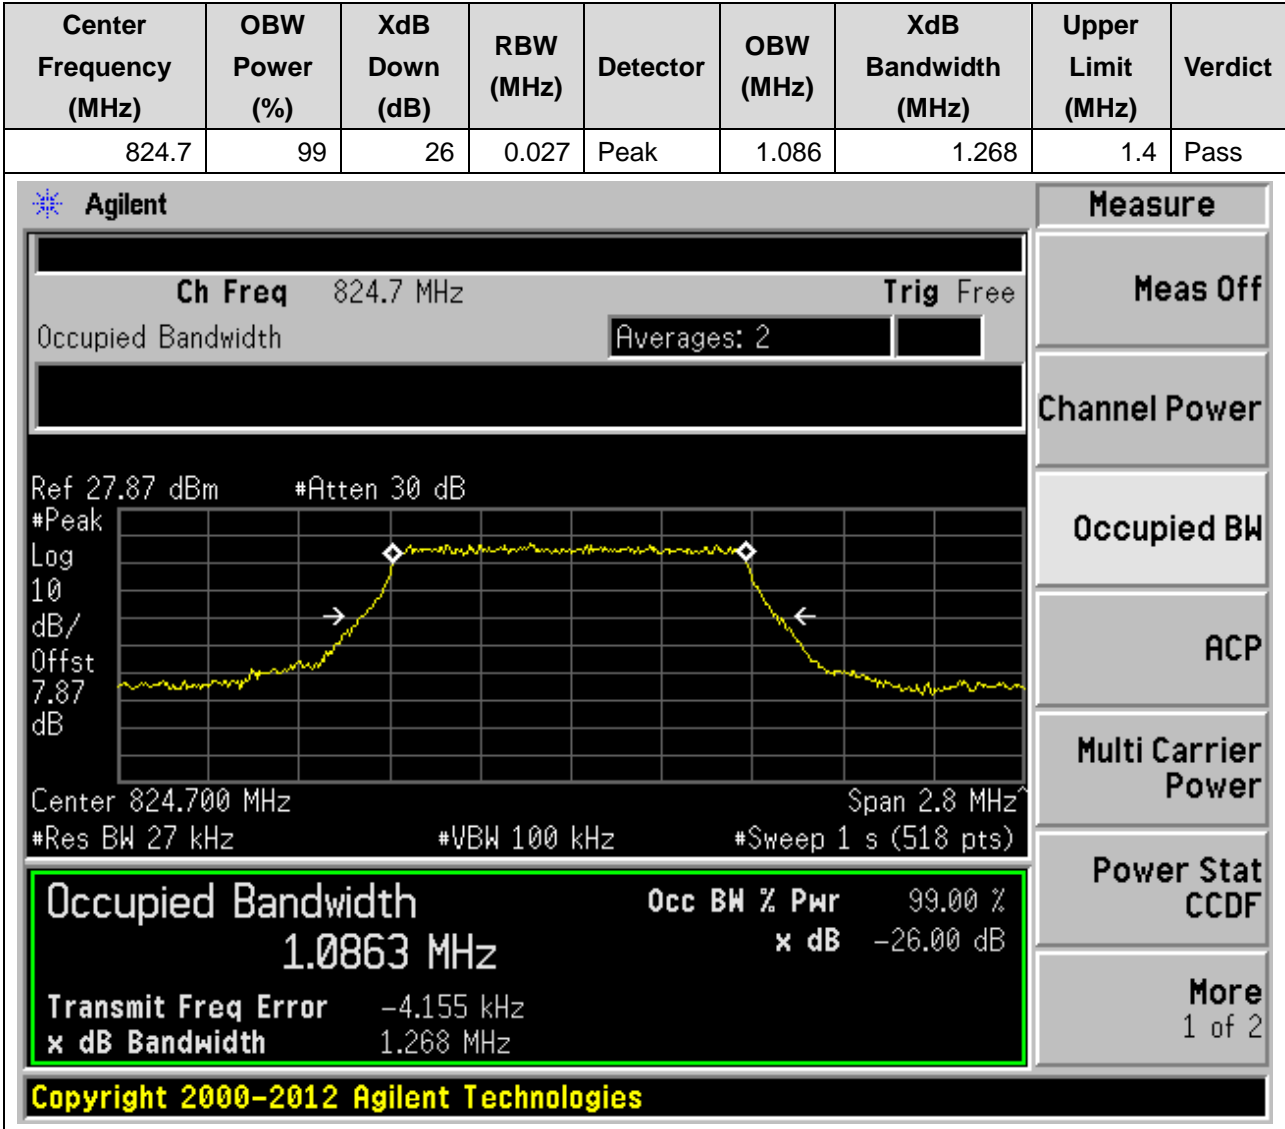 Center Frequency (MHz) OBW Power (%) XdB Down (dB) RBW (MHz) Detector OBW (MHz) XdB Bandwidth (MHz) Upper Limit (MHz) Verdict
824.7 99 26 0.027 Peak 1.086 1.268 1.4 Pass
Agilent
Measure
Ch Freq 824.7 MHz Trig Free
Occupied Bandwidth Averages: 2
Meas Off
Channel Power
Occupied BW
ACP
Multi Carrier
Power
Power Stat
CCDF
More
1 of 2
Ref 27.87 dBm #Atten 30 dB
#Peak
Log
10
dB/
Offst
7.87
dB
Center 824.700 MHz Span 2.8 MHz^
#Res BW 27 kHz #VBW 100 kHz #Sweep 1 s (518 pts)
Occupied Bandwidth Occ BW % Pwr 99.00 %
1.0863 MHz x dB -26.00 dB
Transmit Freq Error -4.155 kHz
x dB Bandwidth 1.268 MHz
Copyright 2000-2012 Agilent Technologies